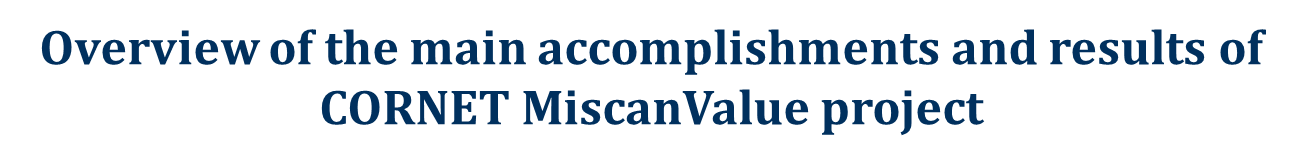 Overview of the main accomplishments and results of
CORNET MiscanValue project